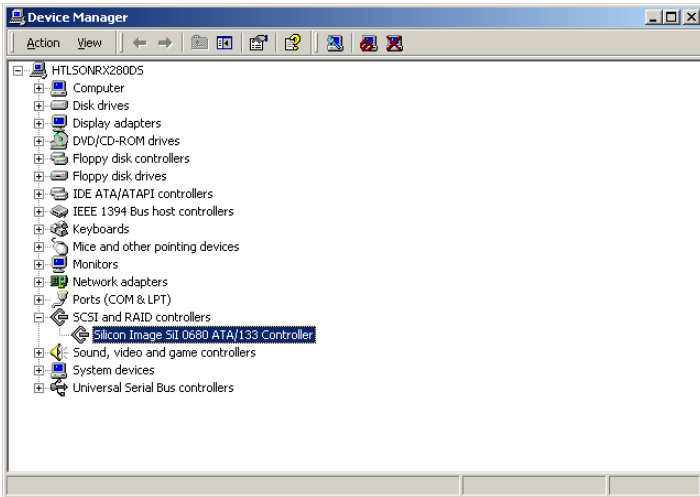 Device Manager
Action View
HTLSONRX280DS
Computer
Disk drives
Display adapters
DVD/CD-ROM drives
Floppy disk controllers
Floppy disk drives
IDE ATA/ATAPI controllers
IEEE 1394 Bus host controllers
Keyboards
Mice and other pointing devices
Monitors
Network adapters
Ports (COM & LPT)
SCSI and RAID controllers
Silicon Image SiI 0680 ATA/133 Controller
Sound, video and game controllers
System devices
Universal Serial Bus controllers